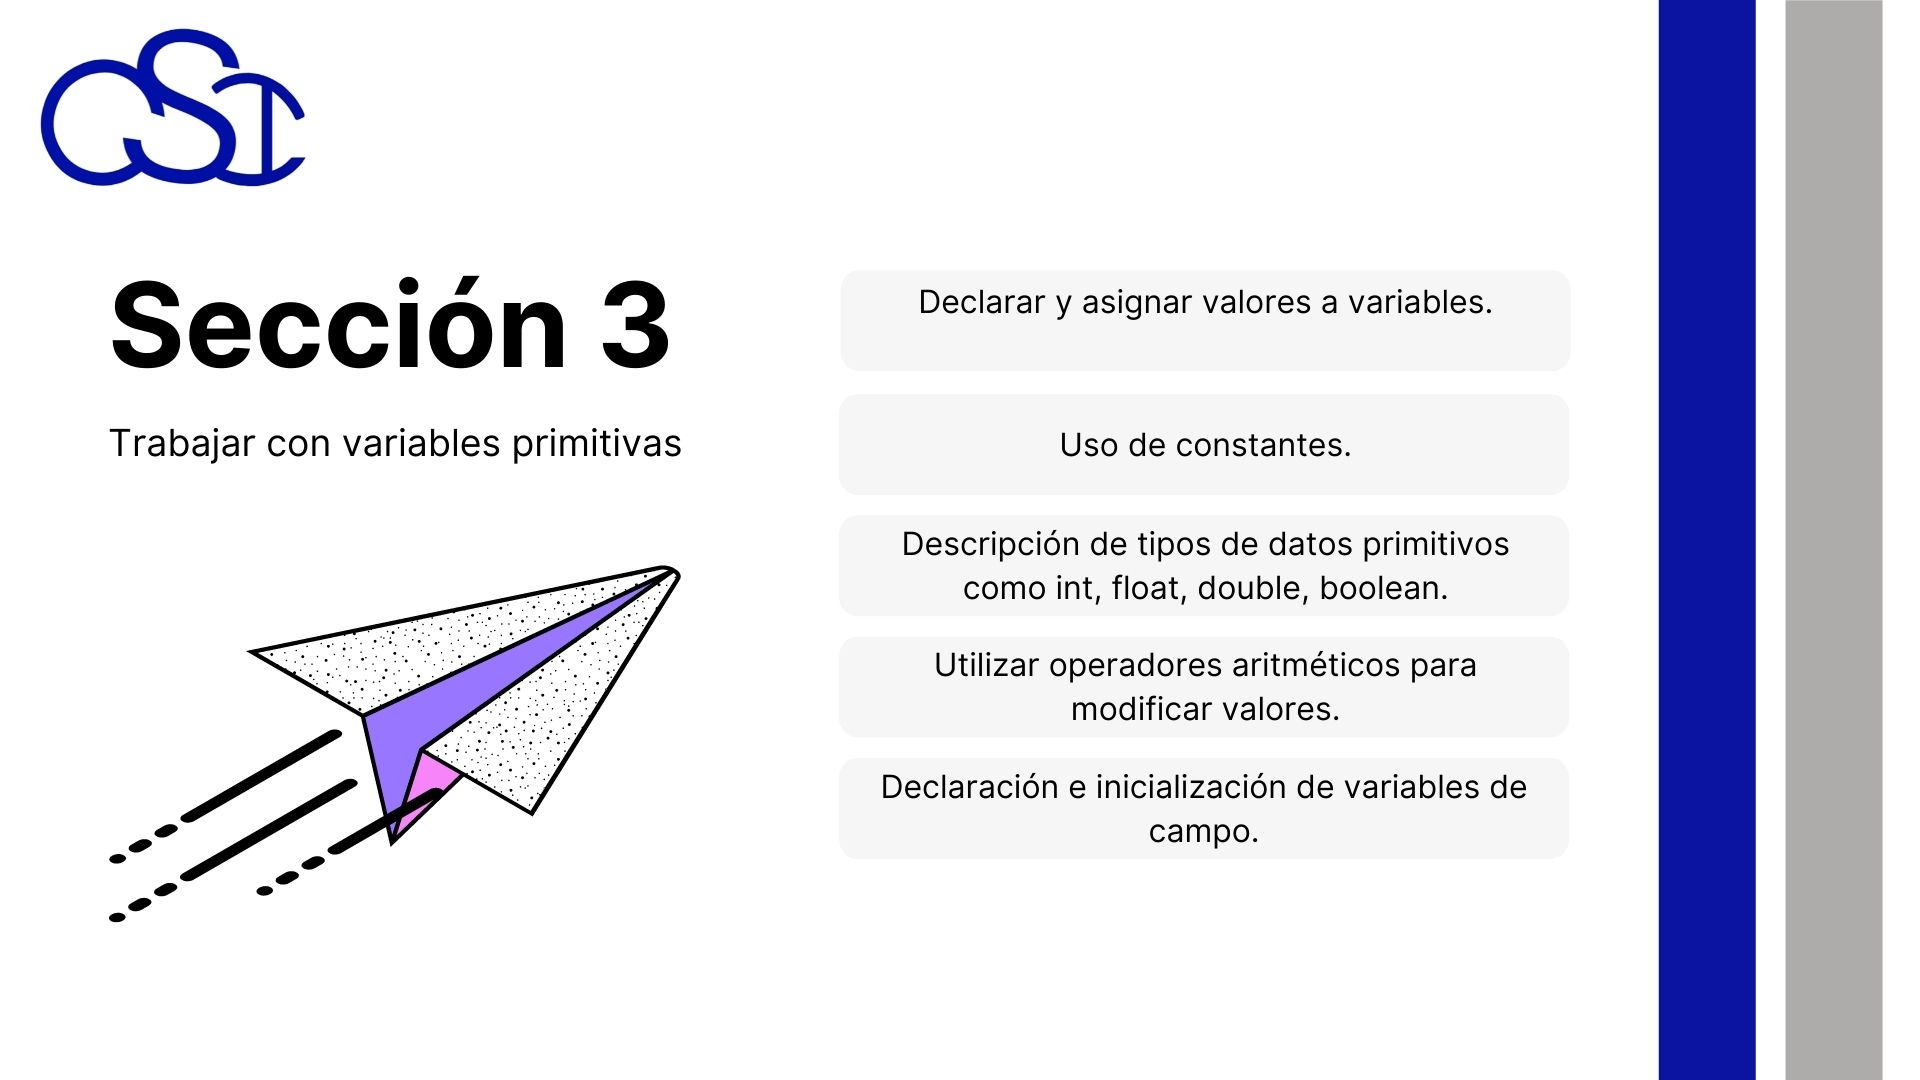 CSTI
Sección 3
Trabajar con variables primitivas
Declarar y asignar valores a variables.
Uso de constantes.
Descripción de tipos de datos primitivos
como int, float, double, boolean.
Utilizar operadores aritméticos para
modificar valores.
Declaración e inicialización de variables de
campo.